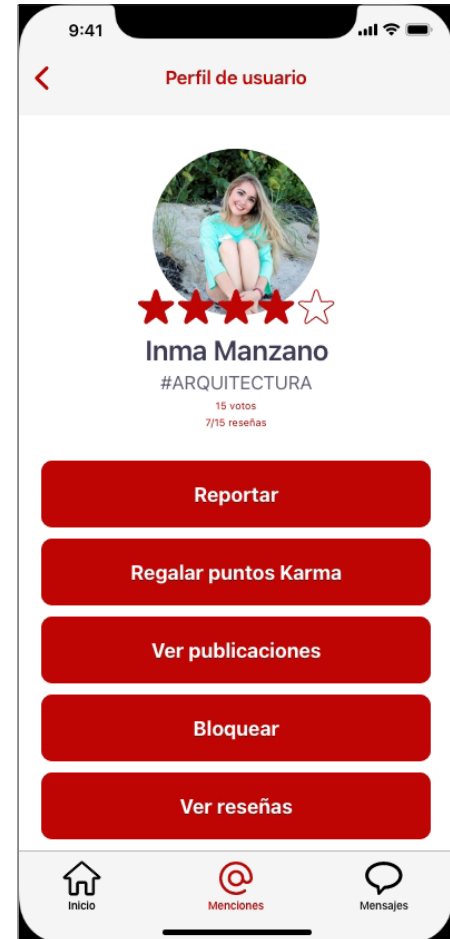 9:41
Perfil de usuario
Inma Manzano
#ARQUITECTURA
15 votos
7/15 reseñas
Reportar
Regalar puntos Karma
Ver publicaciones
Bloquear
Ver reseñas
Inicio
Menciones
Mensajes